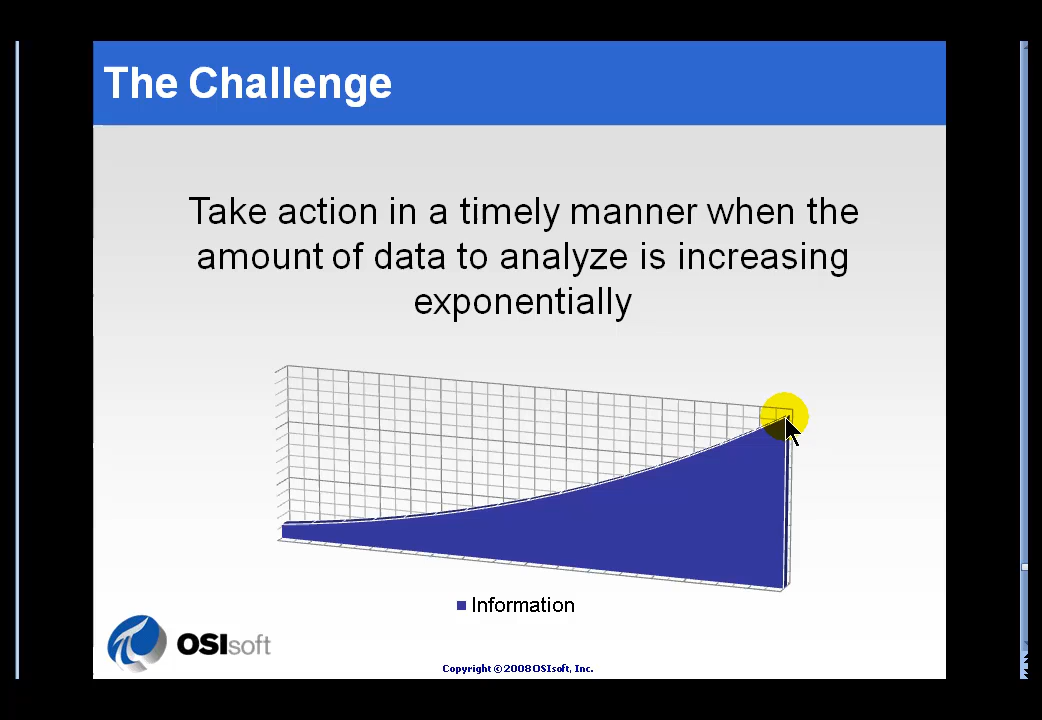 The Challenge
Take action in a timely manner when the
amount of data to analyze is increasing
exponentially
Information
OSIsoft
Copyright © 2008 OSIsoft, Inc.